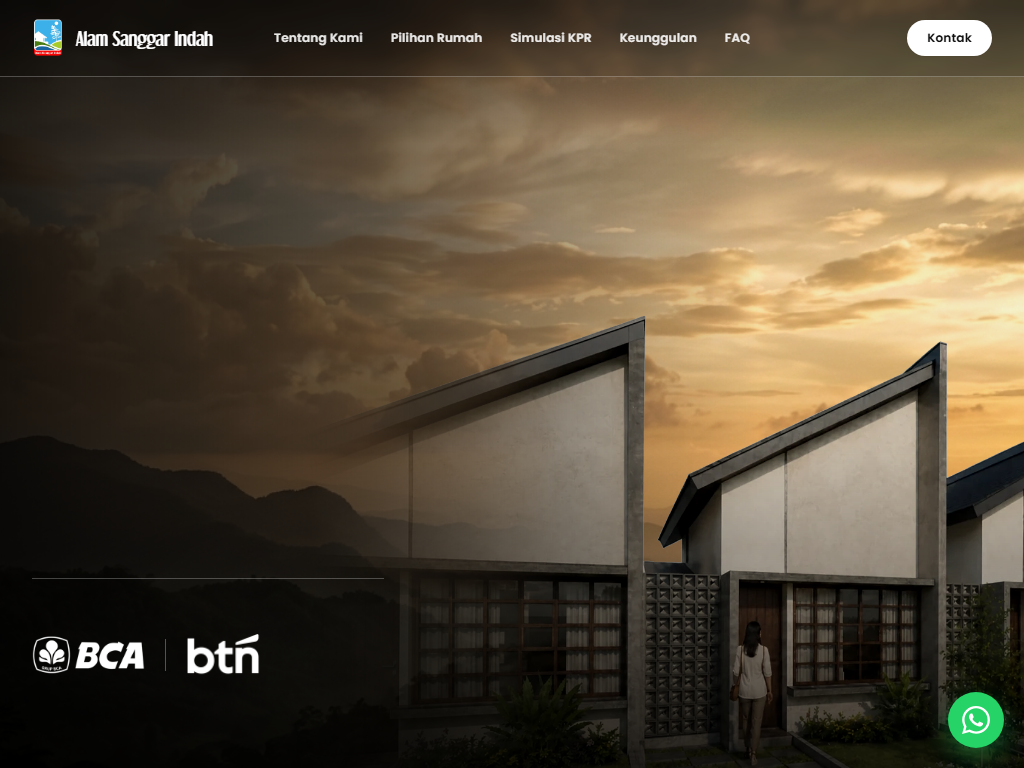 Alam Sanggar Indah
Tentang Kami
Pilihan Rumah
Simulasi KPR
Keunggulan
FAQ
Kontak
BCA
btn